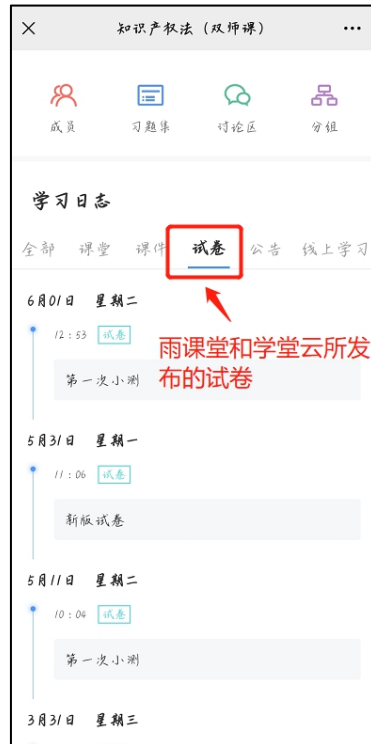 知识产权法（双师课）
成员 习题集 讨论区 分组
学习日志
全部 课堂 课件 试卷 公告 线上学习
6月01日 星期二
12:53 试卷
第一次小测
雨课堂和学堂云所发
布的试卷
5月31日 星期一
11:06 试卷
新版试卷
5月11日 星期二
10:04 试卷
第一次小测
3月31日 星期三